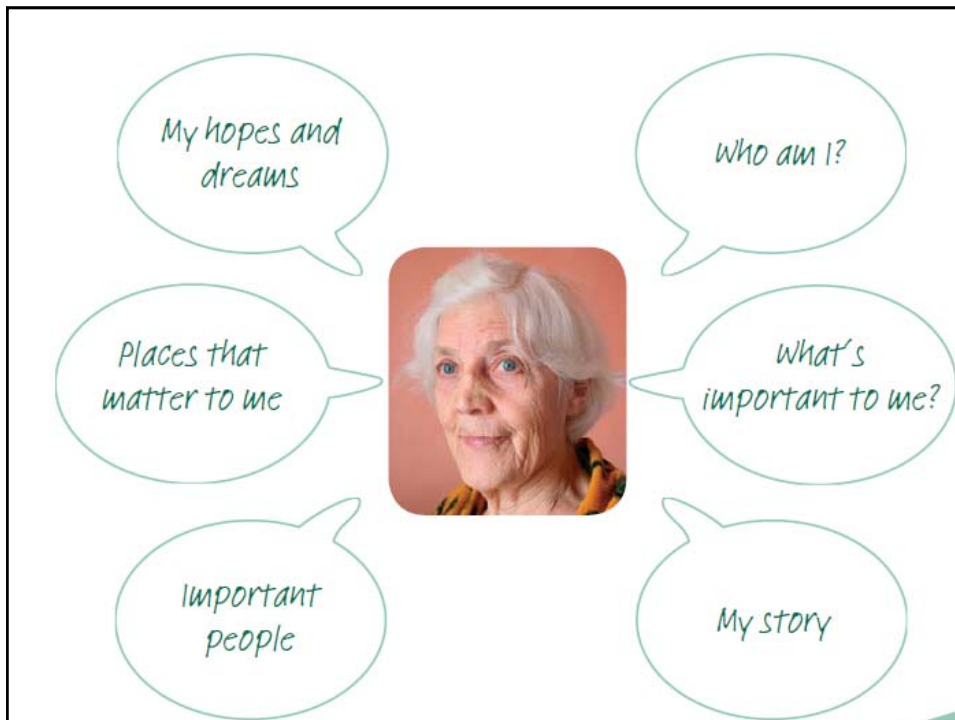 My hopes and
dreams
Who am I?
Places that
matter to me
What's
important to me?
Important
people
My story